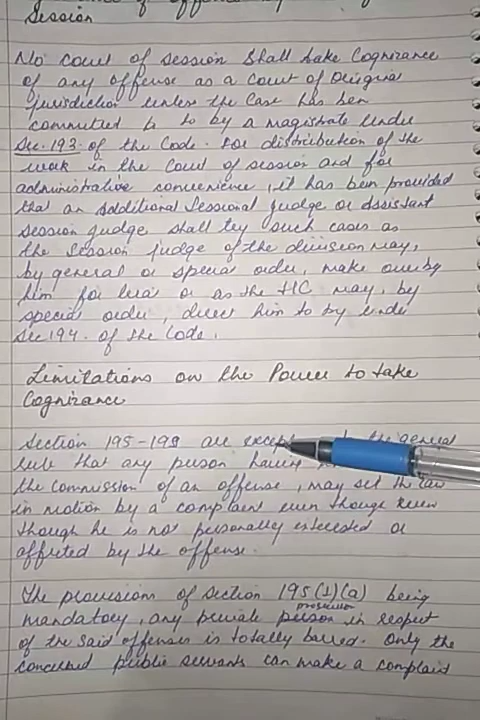 of offense by
Session
No court of session shall take Cognizance
of any offense as a Court of Original
jurisdiction unless the Case has ben
committed to to by a magistrate under
Sec. 193 of the Code. For distribution of the
work in the Court of session and for
administrative convenience, it has ben provided
that an additional Sessional judge or assistant
session judge shall try such cases as
the Session judge of the division may,
by general or special order, make over by
him for trial or as the HC may, by
special order, direct him to try under
Sec 194. of the Code.
Limitations on the Power to take
Cognizance
Section 195-199 are the general
rule that any person having
the commission of an offense, may set the law
in motion by a complaint even though
though he is not personally interested or
affected by the offense.
The provisions of Section 195(1)(a) being
mandatory, any private person prosecution in respect
of the said offenses is totally barred. Only the
concerned public servants can make a complaid